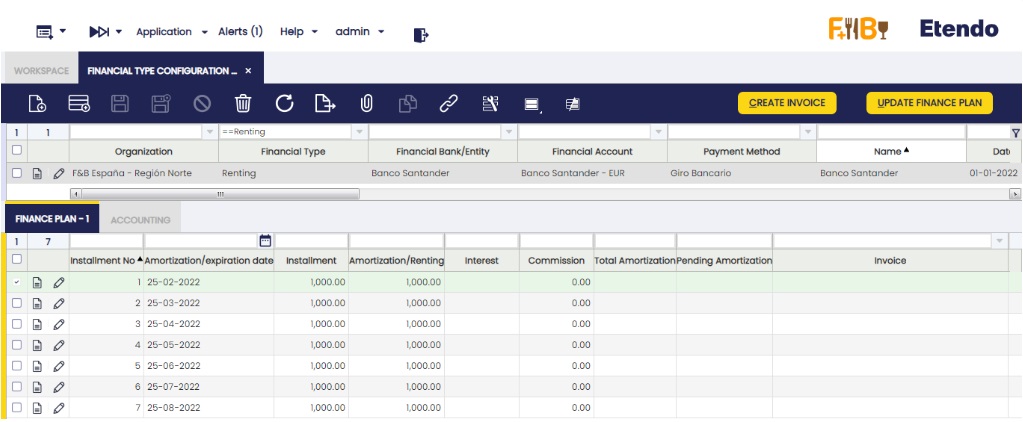 Application Alerts (1) Help admin F&B Etendo
WORKSPACE FINANCIAL TYPE CONFIGURATION ... ×
CREATE INVOICE UPDATE FINANCE PLAN
1 1 ==Renting
Organization Financial Type Financial Bank/Entity Financial Account Payment Method Name Dat
F&B España - Región Norte Renting Banco Santander Banco Santander - EUR Giro Bancario Banco Santander 01-01-2022
FINANCE PLAN - 1 ACCOUNTING
1 7
Installment No Amortization/expiration date Installment Amortization/Renting Interest Commission Total Amortization Pending Amortization Invoice
1 25-02-2022 1,000.00 1,000.00 0.00
2 25-03-2022 1,000.00 1,000.00 0.00
3 25-04-2022 1,000.00 1,000.00 0.00
4 25-05-2022 1,000.00 1,000.00 0.00
5 25-06-2022 1,000.00 1,000.00 0.00
6 25-07-2022 1,000.00 1,000.00 0.00
7 25-08-2022 1,000.00 1,000.00 0.00